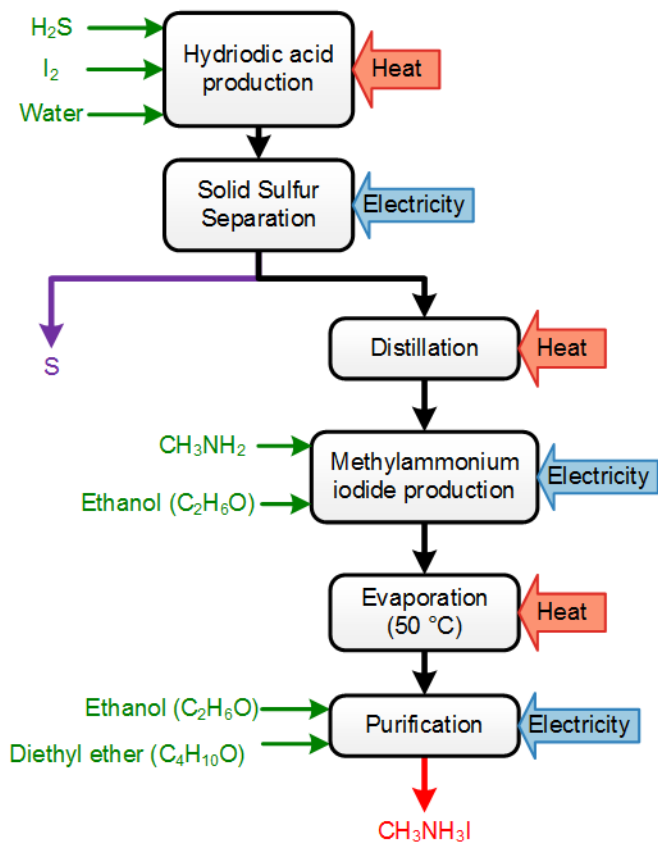 H₂S
I₂
Water
Hydriodic acid
production
Heat
Solid Sulfur
Separation
Electricity
S
Distillation
Heat
CH₃NH₂
Ethanol (C₂H₆O)
Methylammonium
iodide production
Electricity
Evaporation
(50 °C)
Heat
Ethanol (C₂H₆O)
Diethyl ether (C₄H₁₀O)
Purification
Electricity
CH₃NH₃I